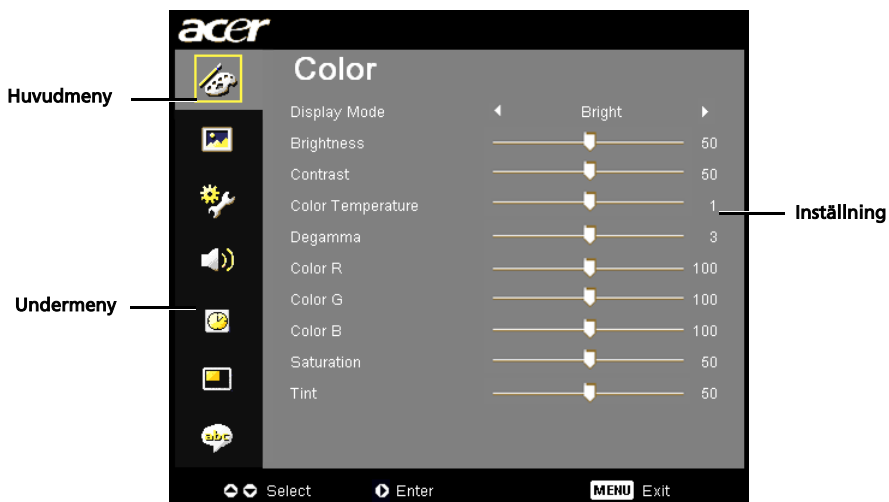 acer
Color
Huvudmeny
Display Mode Bright
Brightness 50
Contrast 50
Color Temperature 1
Inställning
Degamma 3
Color R 100
Undermeny
Color G 100
Color B 100
Saturation 50
Tint 50
abc
Select Enter MENU Exit